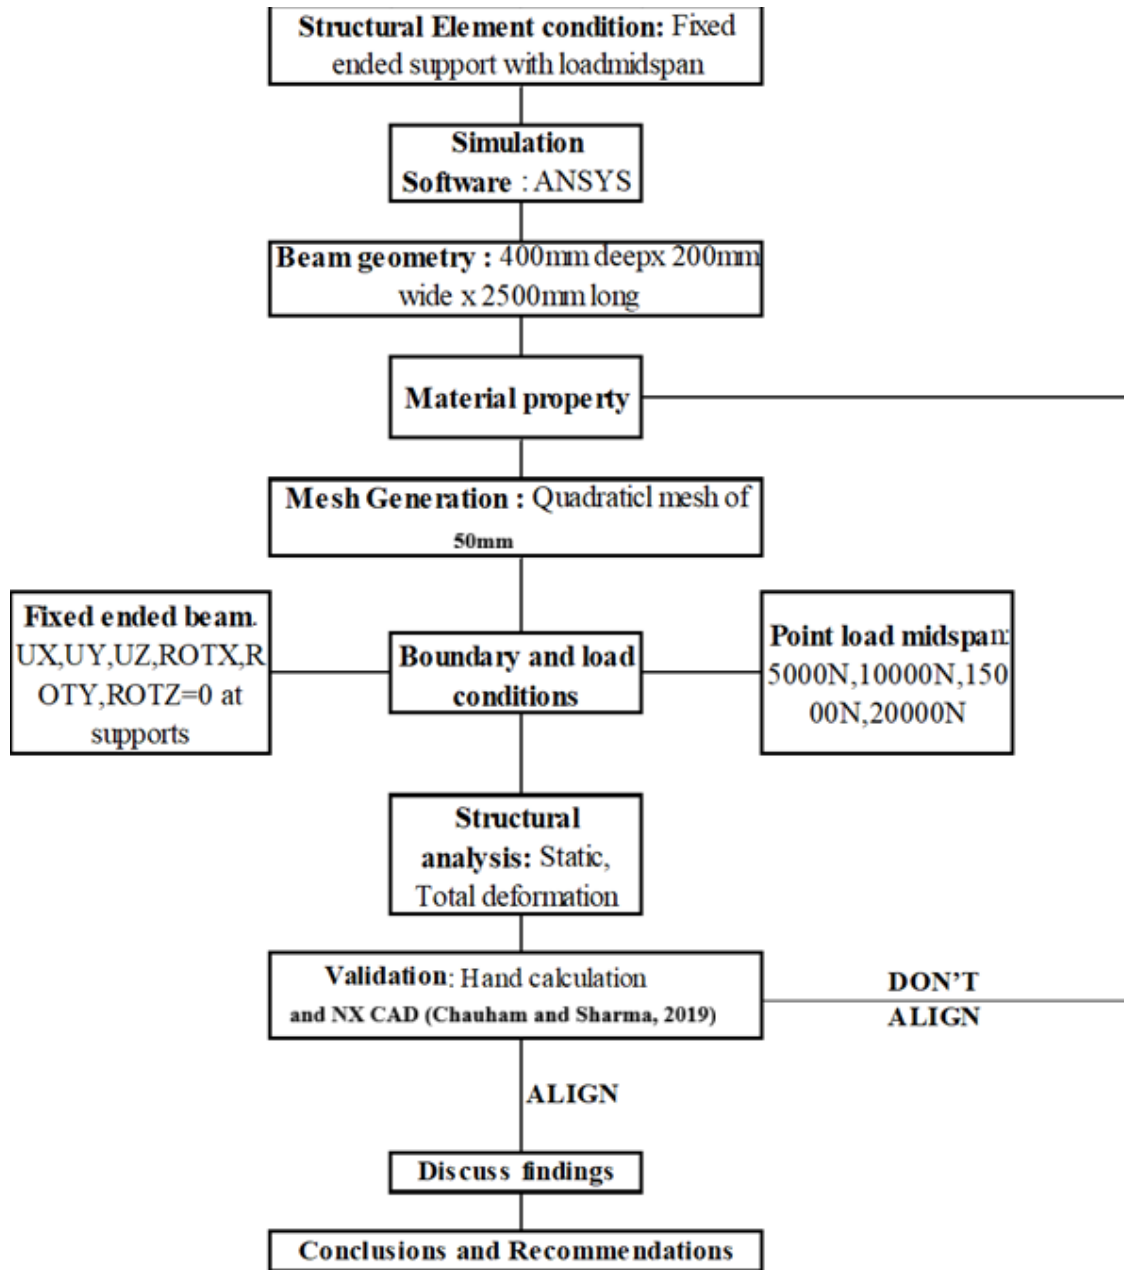 Structural Element condition: Fixed
ended support with loadmidspan
Simulation
Software : ANSYS
Beam geometry : 400mm deepx 200mm
wide x 2500mm long
Material property
Mesh Generation : Quadraticl mesh of
50mm
Fixed ended beam.
UX,UY,UZ,ROTX,R
OTY,ROTZ=0 at
supports
Boundary and load
conditions
Point load midspan:
5000N,10000N,150
00N,20000N
Structural
analysis: Static,
Total deformation
Validation: Hand calculation
and NX CAD (Chauham and Sharma, 2019)
DON'T
ALIGN
ALIGN
Discuss findings
Conclusions and Recommendations